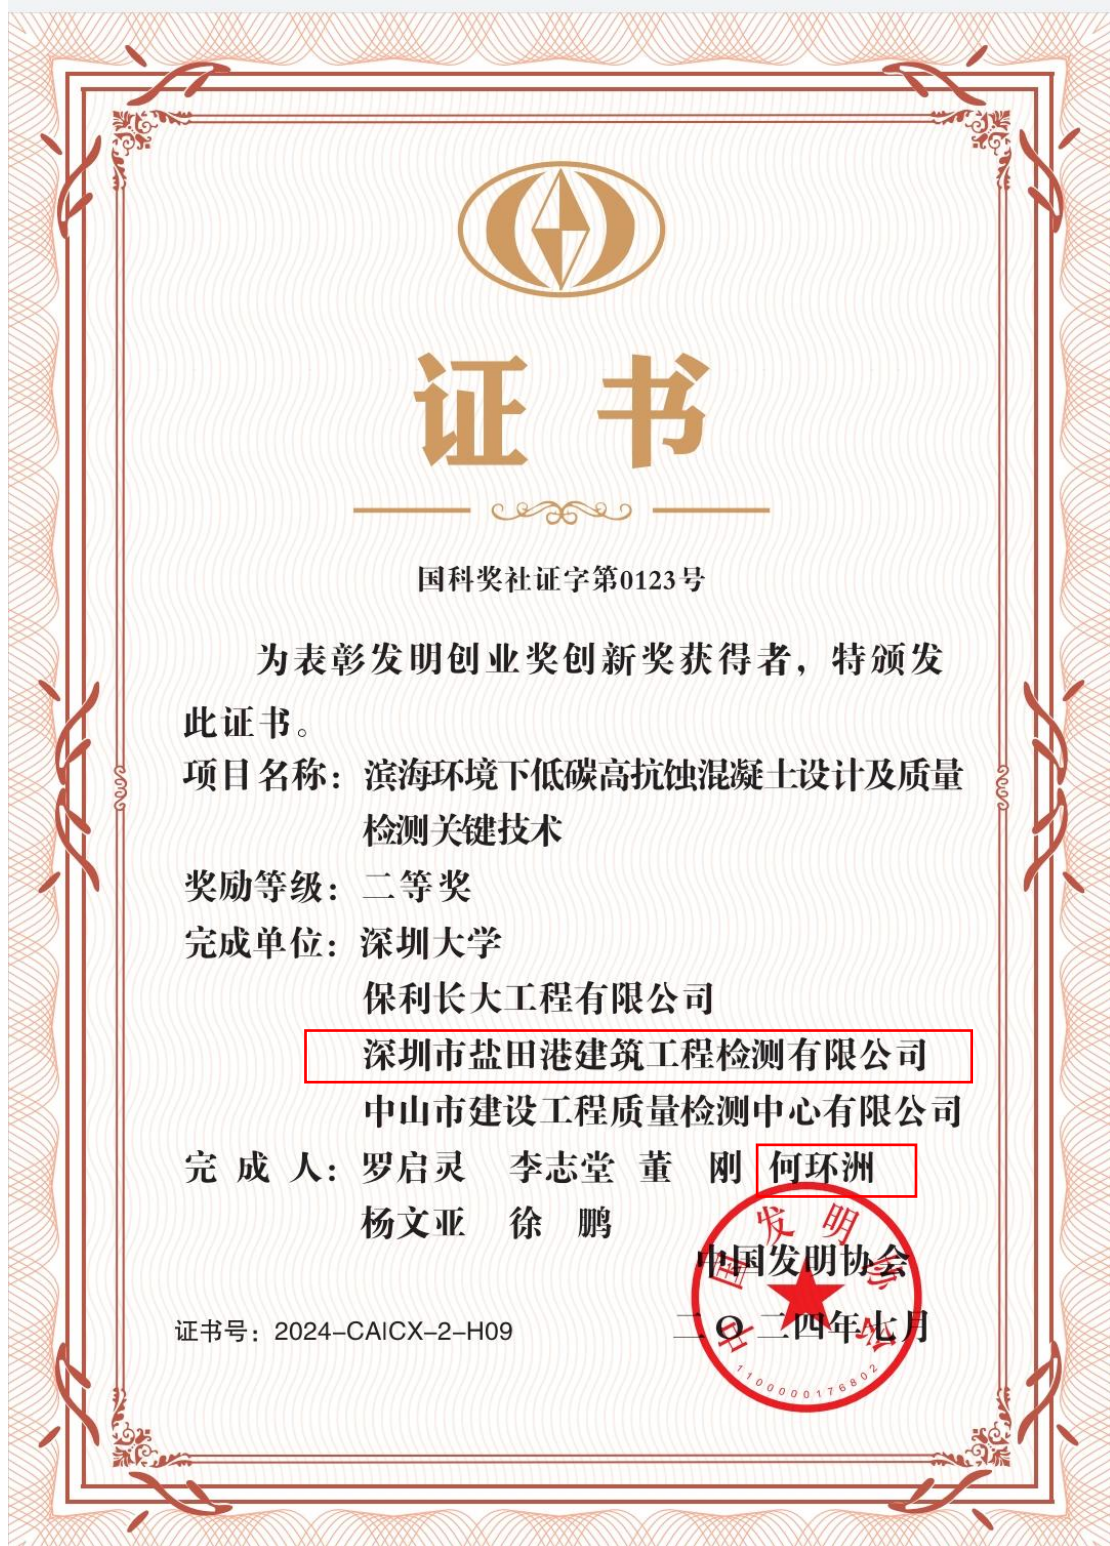 证书
国科奖社证字第0123号
为表彰发明创业奖创新奖获得者，特颁发
此证书。
项目名称：滨海环境下低碳高抗蚀混凝土设计及质量
检测关键技术
奖励等级：二等奖
完成单位：深圳大学
保利长大工程有限公司
深圳市盐田港建筑工程检测有限公司
中山市建设工程质量检测中心有限公司
完成人：罗启灵 李志堂 董刚 何环洲
杨文亚 徐鹏
中国发明协会
中国发明协会
证书号：2024-CAICX-2-H09
二〇二四年七月
1100000176802